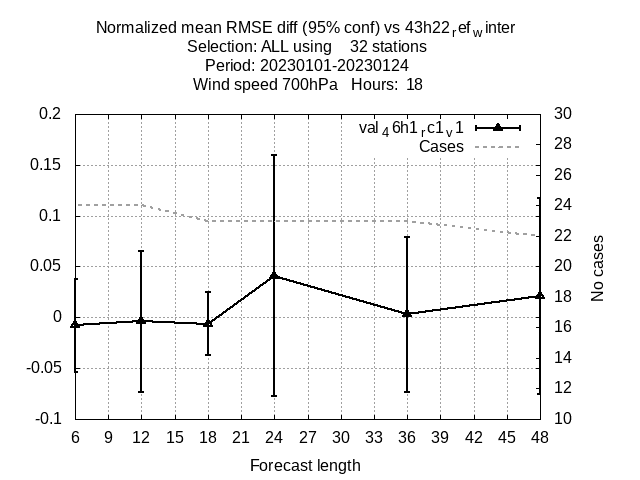 Normalized mean RMSE diff (95% conf) vs 43h22refwinter
Selection: ALL using 32 stations
Period: 20230101-20230124
Wind speed 700hPa Hours: 18
val46h1rc1v1
Cases
0.2
0.15
0.1
0.05
0
-0.05
-0.1
30
28
26
24
22
20
18
16
14
12
10
No cases
6 9 12 15 18 21 24 27 30 33 36 39 42 45 48
Forecast length